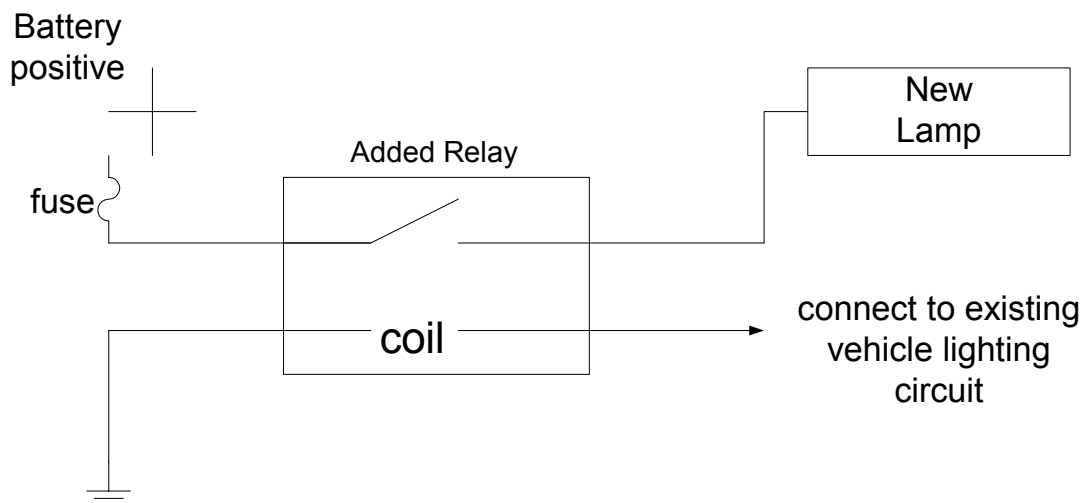 Battery
positive
fuse
Added Relay
New
Lamp
coil
connect to existing
vehicle lighting
circuit